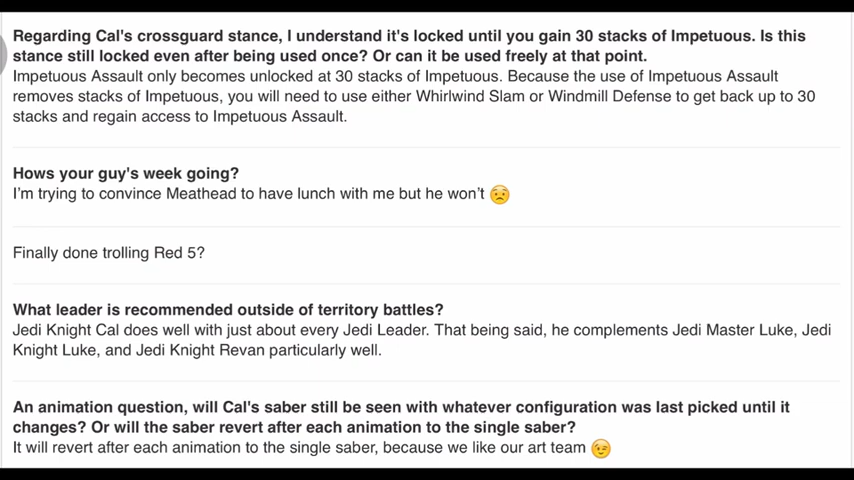 Regarding Cal's crossguard stance, I understand it's locked until you gain 30 stacks of Impetuous. Is this
stance still locked even after being used once? Or can it be used freely at that point.
Impetuous Assault only becomes unlocked at 30 stacks of Impetuous. Because the use of Impetuous Assault
removes stacks of Impetuous, you will need to use either Whirlwind Slam or Windmill Defense to get back up to 30
stacks and regain access to Impetuous Assault.
Hows your guy's week going?
I'm trying to convince Meathead to have lunch with me but he won't 😟
Finally done trolling Red 5?
What leader is recommended outside of territory battles?
Jedi Knight Cal does well with just about every Jedi Leader. That being said, he complements Jedi Master Luke, Jedi
Knight Luke, and Jedi Knight Revan particularly well.
An animation question, will Cal's saber still be seen with whatever configuration was last picked until it
changes? Or will the saber revert after each animation to the single saber?
It will revert after each animation to the single saber, because we like our art team 😉